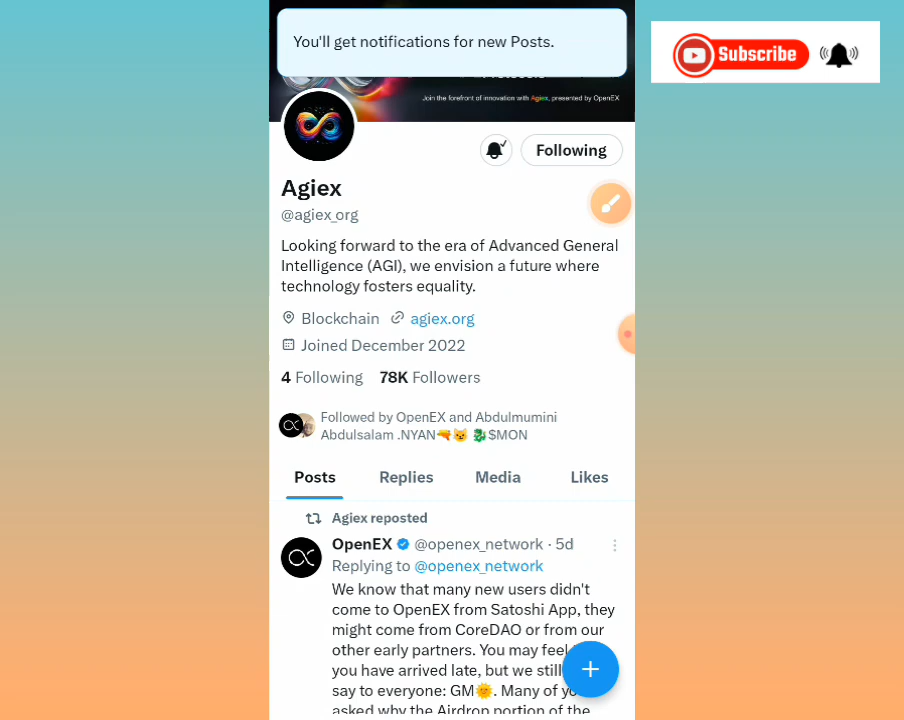 You'll get notifications for new Posts.
Join the forefront of innovation with Agiex, presented by OpenEX
Subscribe
Following
Agiex
@agiex_org
Looking forward to the era of Advanced General
Intelligence (AGI), we envision a future where
technology fosters equality.
Blockchain agiex.org
Joined December 2022
4 Following 78K Followers
Followed by OpenEX and Abdulmumini
Abdulsalam .NYAN🔫😼 🐉$MON
Posts Replies Media Likes
Agiex reposted
OpenEX @openex_network · 5d
Replying to @openex_network
We know that many new users didn't
come to OpenEX from Satoshi App, they
might come from CoreDAO or from our
other early partners. You may feel
you have arrived late, but we still
say to everyone: GM🌞. Many of
asked why the Airdrop portion of the